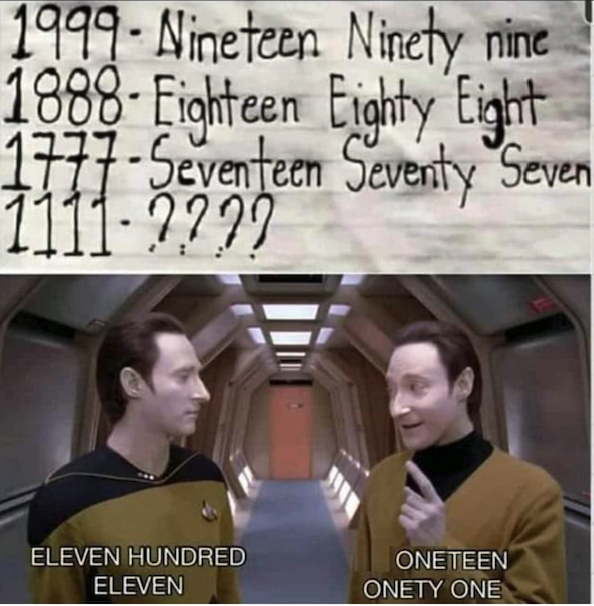 1999- Nineteen Ninety nine
1888- Eighteen Eighty Eight
1777- Seventeen Seventy Seven
1111- ????
ELEVEN HUNDRED
ELEVEN
ONETEEN
ONETY ONE